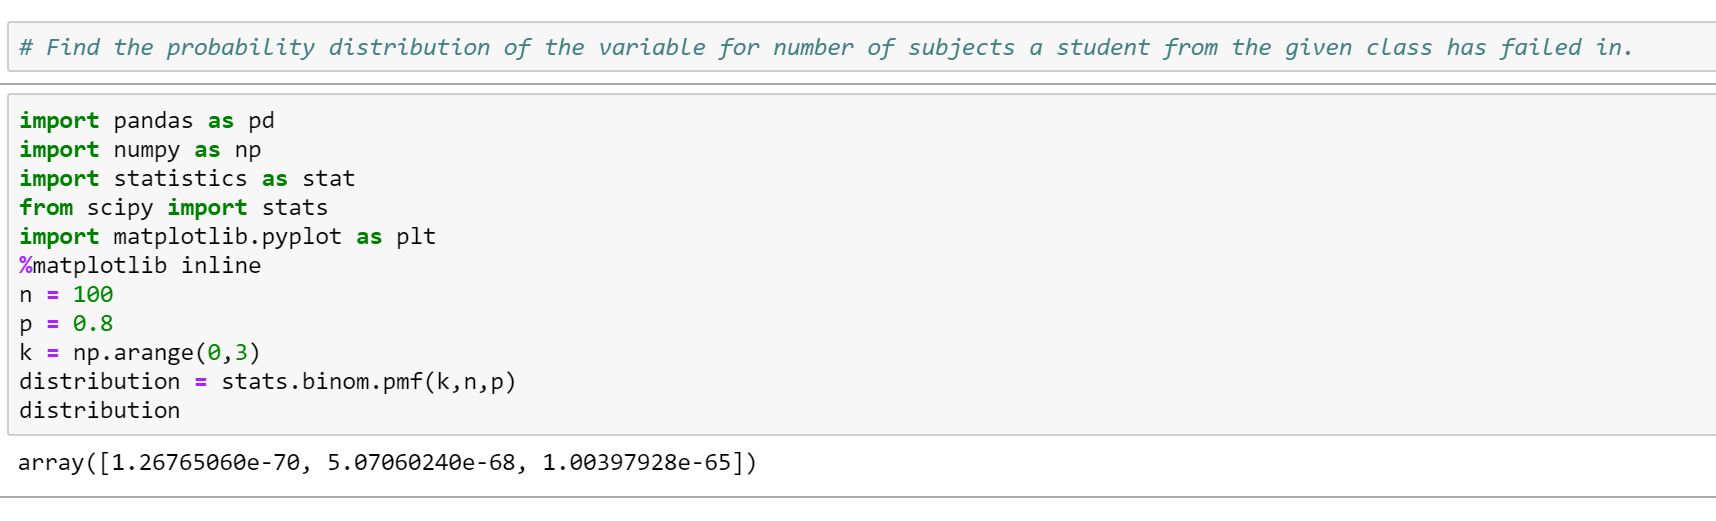 # Find the probability distribution of the variable for number of subjects a student from the given class has failed in.
import pandas as pd
import numpy as np
import statistics as stat
from scipy import stats
import matplotlib.pyplot as plt
%matplotlib inline
n = 100
p = 0.8
k = np.arange(0,3)
distribution = stats.binom.pmf(k,n,p)
distribution
array([1.26765060e-70, 5.07060240e-68, 1.00397928e-65])